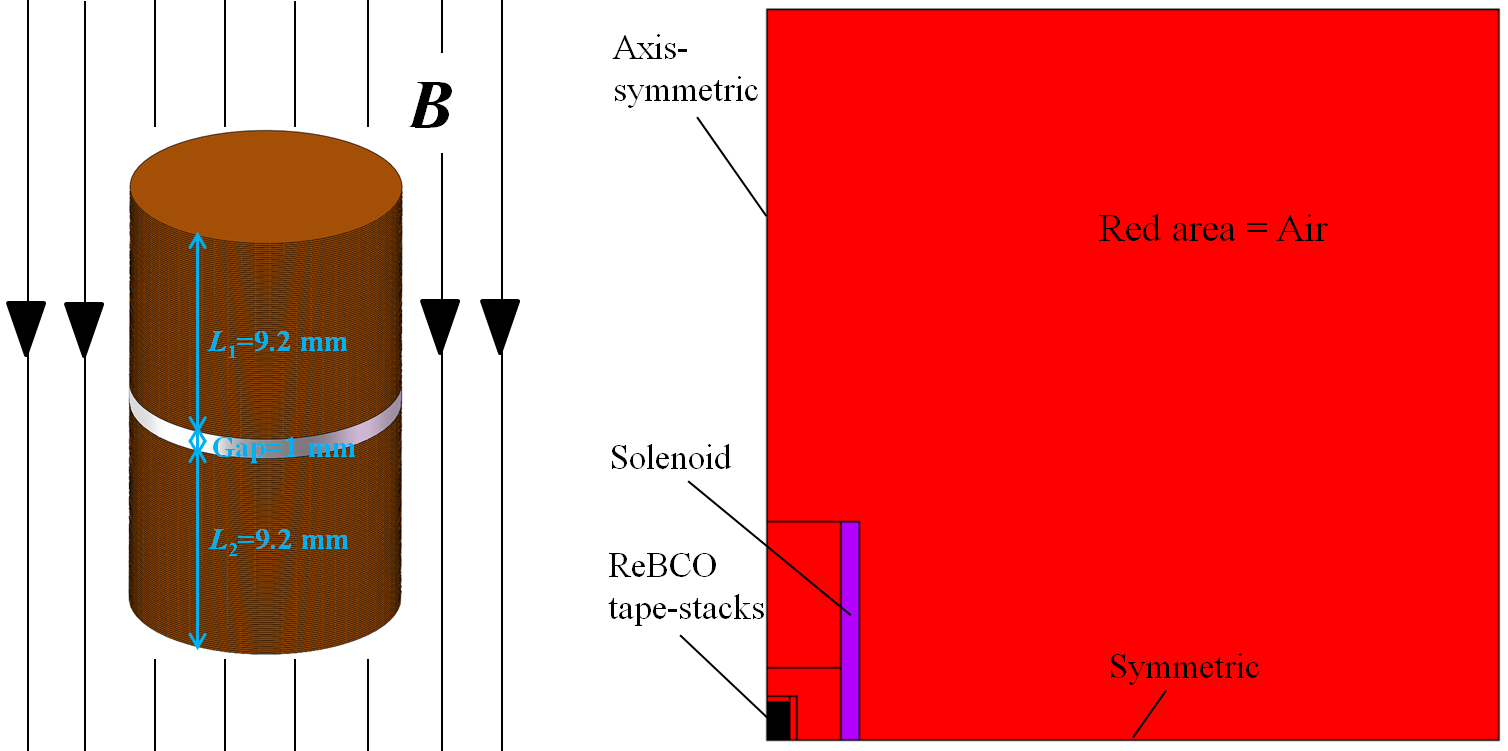 B
L1=9.2 mm
Gap=1 mm
L2=9.2 mm
Axis-
symmetric
Red area = Air
Solenoid
ReBCO
tape-stacks
Symmetric